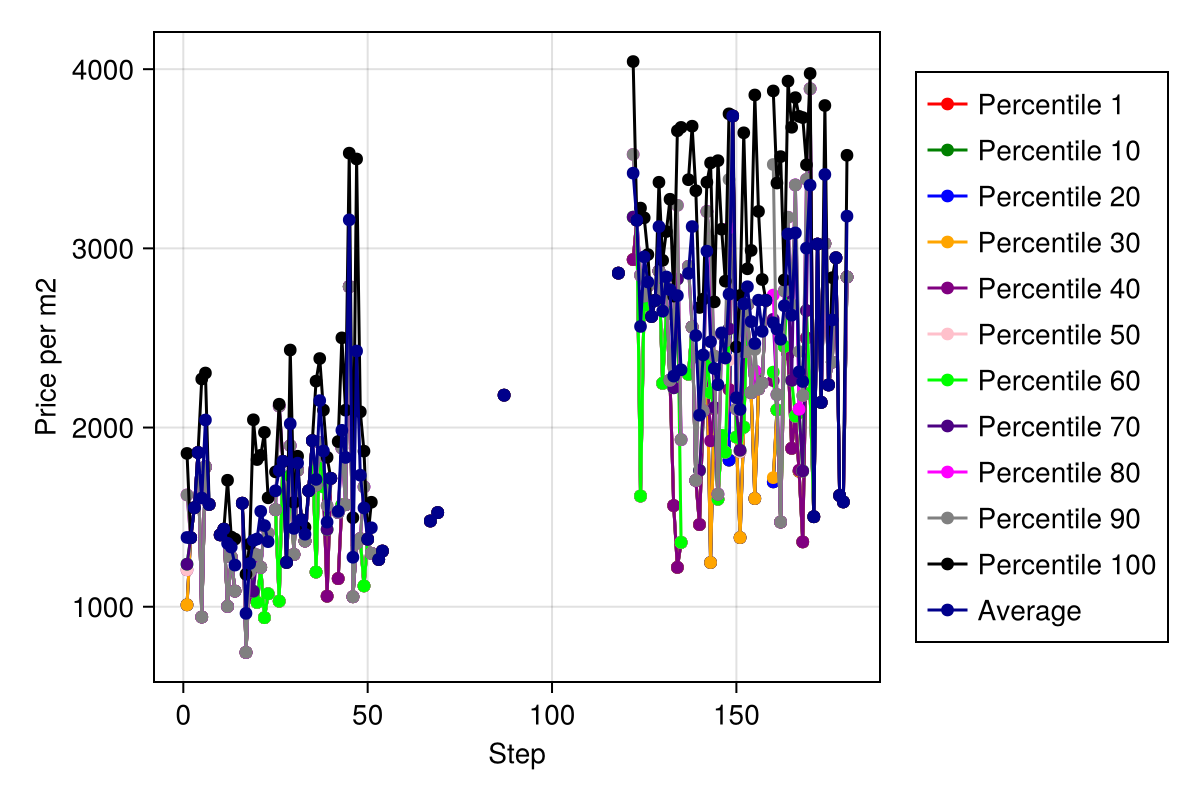 4000
3000
2000
1000
Price per m2
0
50
100
150
Step
Percentile 1
Percentile 10
Percentile 20
Percentile 30
Percentile 40
Percentile 50
Percentile 60
Percentile 70
Percentile 80
Percentile 90
Percentile 100
Average